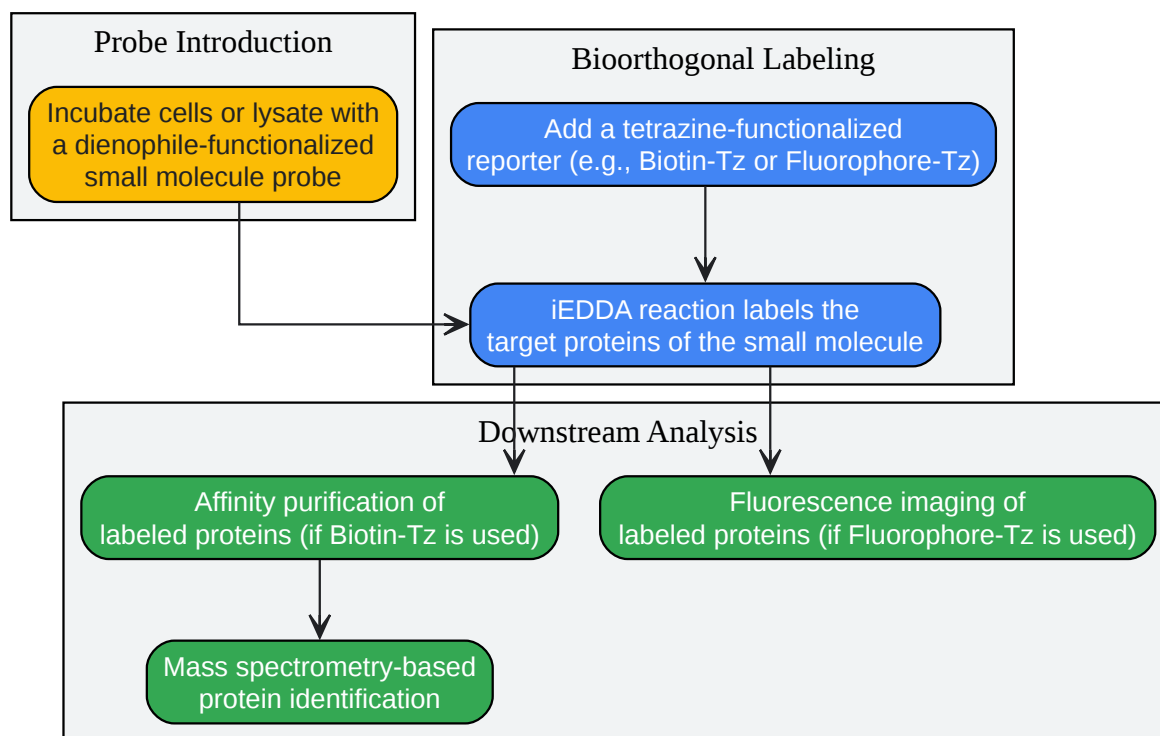 Probe Introduction
Incubate cells or lysate with
a dienophile-functionalized
small molecule probe
Bioorthogonal Labeling
Add a tetrazine-functionalized
reporter (e.g., Biotin-Tz or Fluorophore-Tz)
iEDDA reaction labels the
target proteins of the small molecule
Downstream Analysis
Affinity purification of
labeled proteins (if Biotin-Tz is used)
Fluorescence imaging of
labeled proteins (if Fluorophore-Tz is used)
Mass spectrometry-based
protein identification